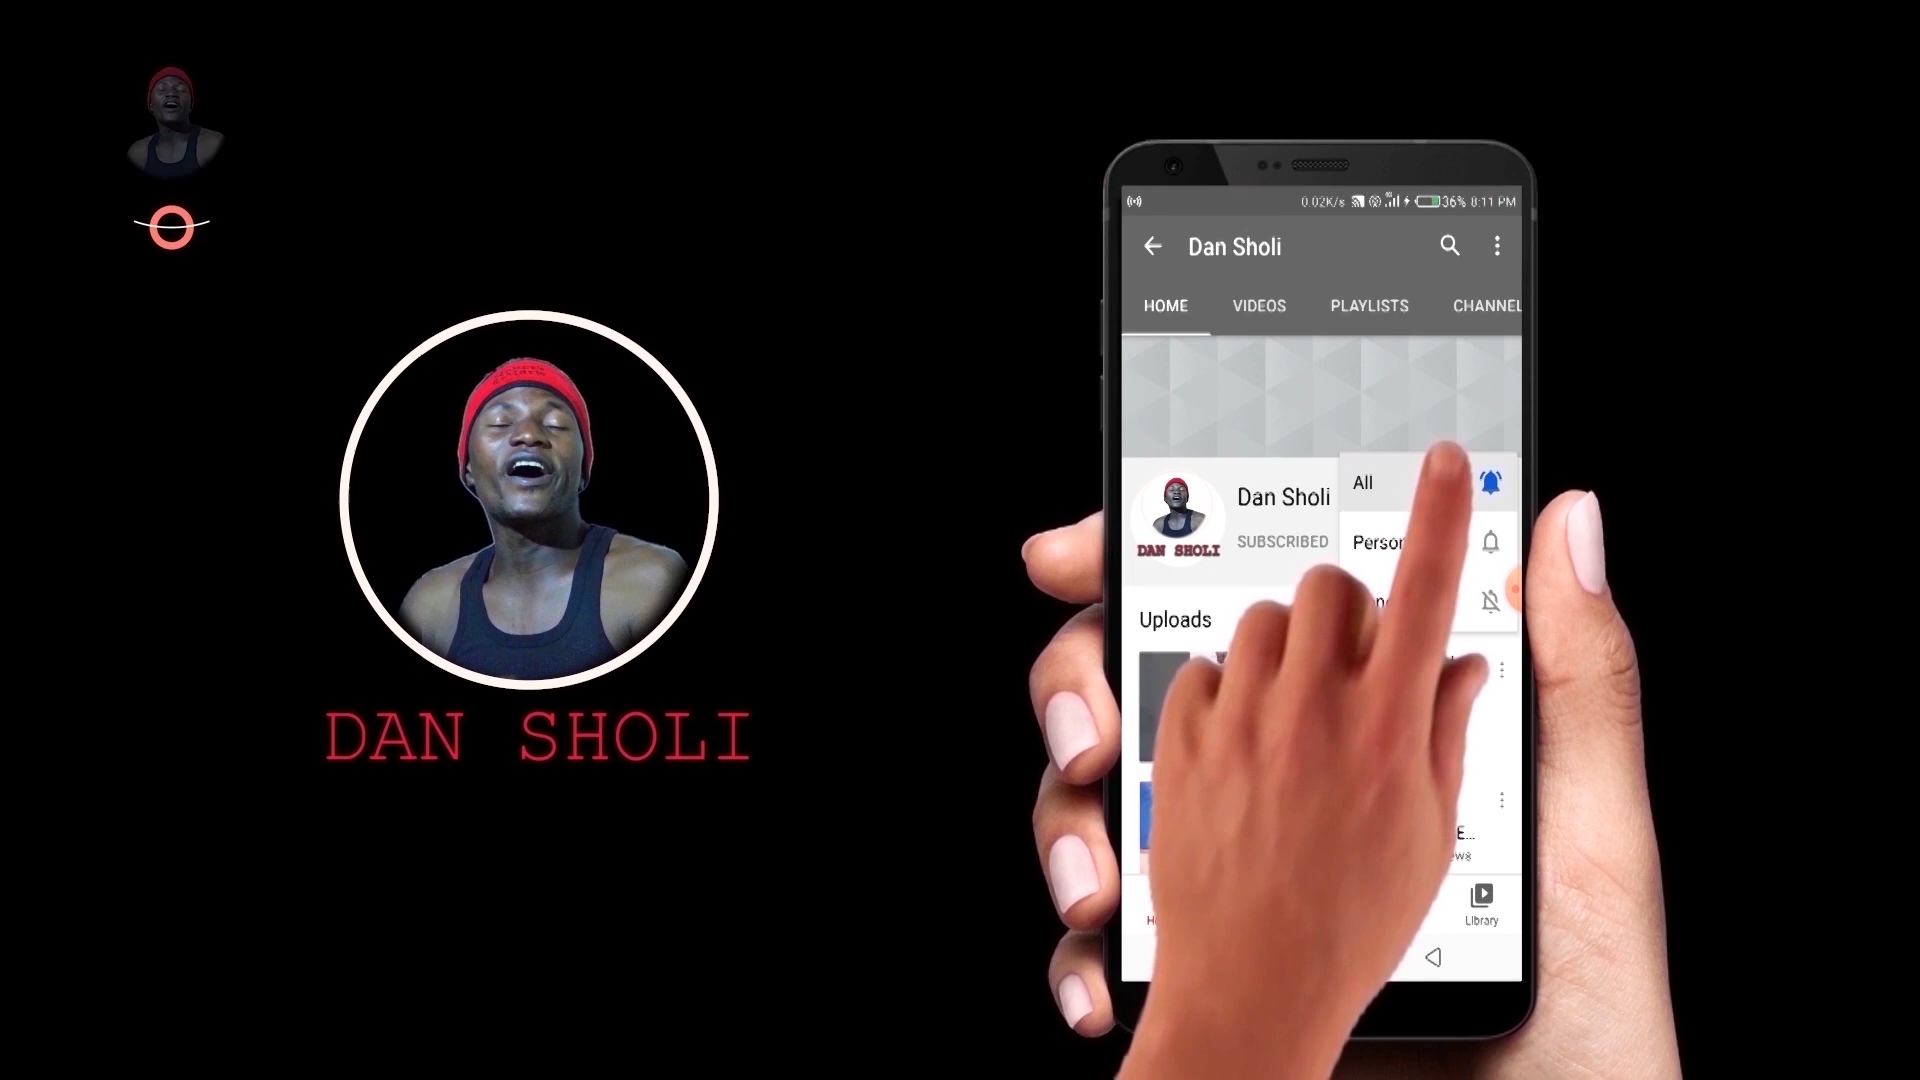 DAN SHOLI
0.02K/s 36% 8:11 PM
Dan Sholi
HOME VIDEOS PLAYLISTS CHANNEL
All
Dan Sholi
SUBSCRIBED
DAN SHOLI
Uploads
Library